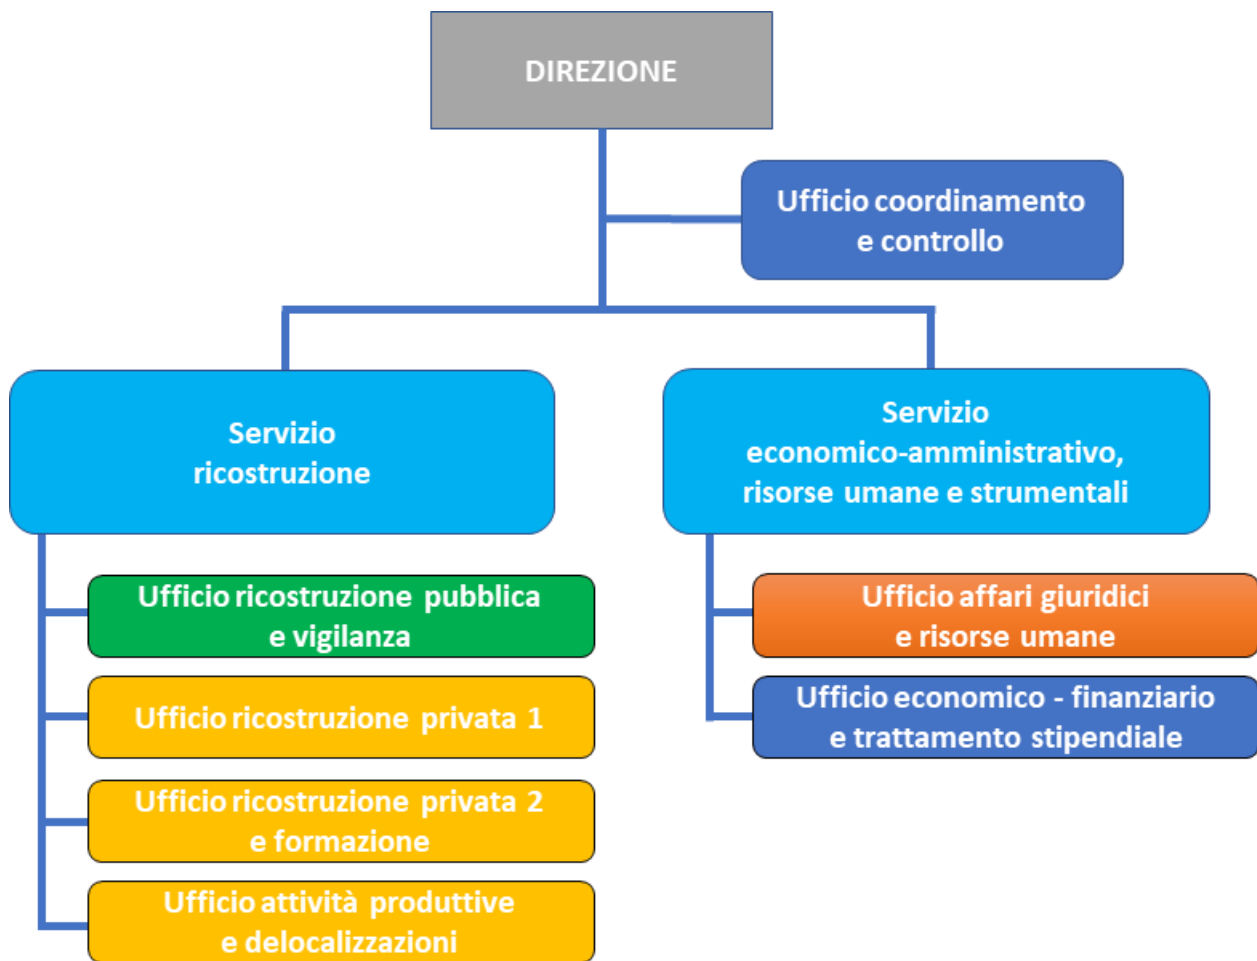 DIREZIONE
Ufficio coordinamento
e controllo
Servizio
ricostruzione
Servizio
economico-amministrativo,
risorse umane e strumentali
Ufficio ricostruzione pubblica
e vigilanza
Ufficio ricostruzione privata 1
Ufficio ricostruzione privata 2
e formazione
Ufficio attività produttive
e delocalizzazioni
Ufficio affari giuridici
e risorse umane
Ufficio economico - finanziario
e trattamento stipendiale